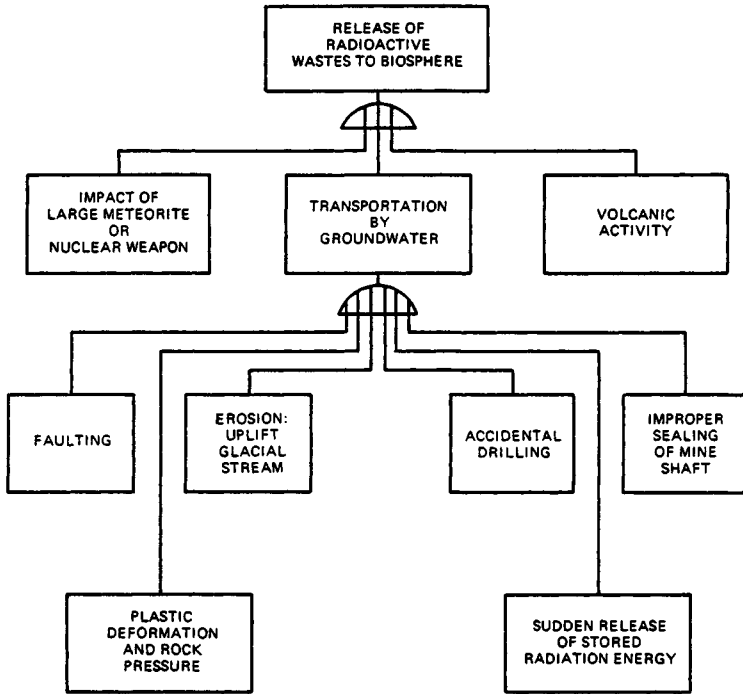 RELEASE OF
RADIOACTIVE
WASTES TO BIOSPHERE
IMPACT OF
LARGE METEORITE
OR
NUCLEAR WEAPON
TRANSPORTATION
BY
GROUNDWATER
VOLCANIC
ACTIVITY
FAULTING
EROSION:
UPLIFT
GLACIAL
STREAM
ACCIDENTAL
DRILLING
IMPROPER
SEALING
OF MINE
SHAFT
PLASTIC
DEFORMATION
AND ROCK
PRESSURE
SUDDEN RELEASE
OF STORED
RADIATION ENERGY